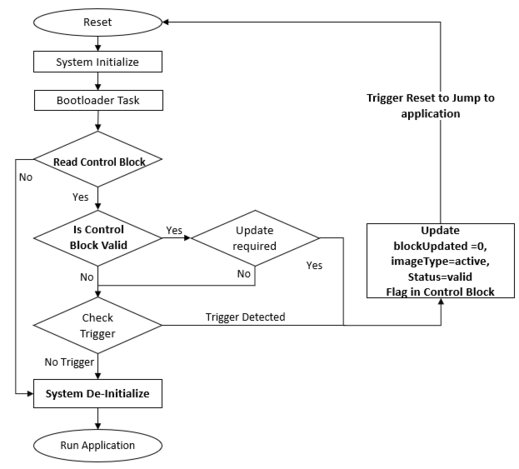 Reset
System Initialize
Bootloader Task
Read Control Block
No
Yes
Is Control
Block Valid
Yes
Update
required
No
No
Yes
Check
Trigger
Trigger Detected
No Trigger
System De-Initialize
Run Application
Trigger Reset to Jump to
application
Update
blockUpdated =0,
imageType=active,
Status=valid
Flag in Control Block